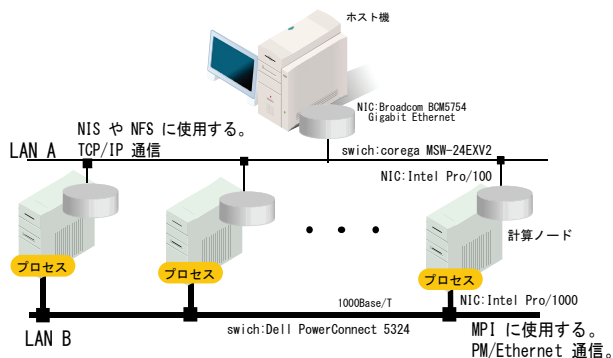 ホスト機
NIC:Broadcom BCM5754
Gigabit Ethernet
NIS や NFS に使用する。
TCP/IP 通信
LAN A
swich:corega MSW-24EXV2
NIC:Intel Pro/100
・ ・ ・
計算ノード
プロセス
プロセス
プロセス
1000Base/T
NIC:Intel Pro/1000
LAN B
swich:Dell PowerConnect 5324
MPI に使用する。
PM/Ethernet 通信。